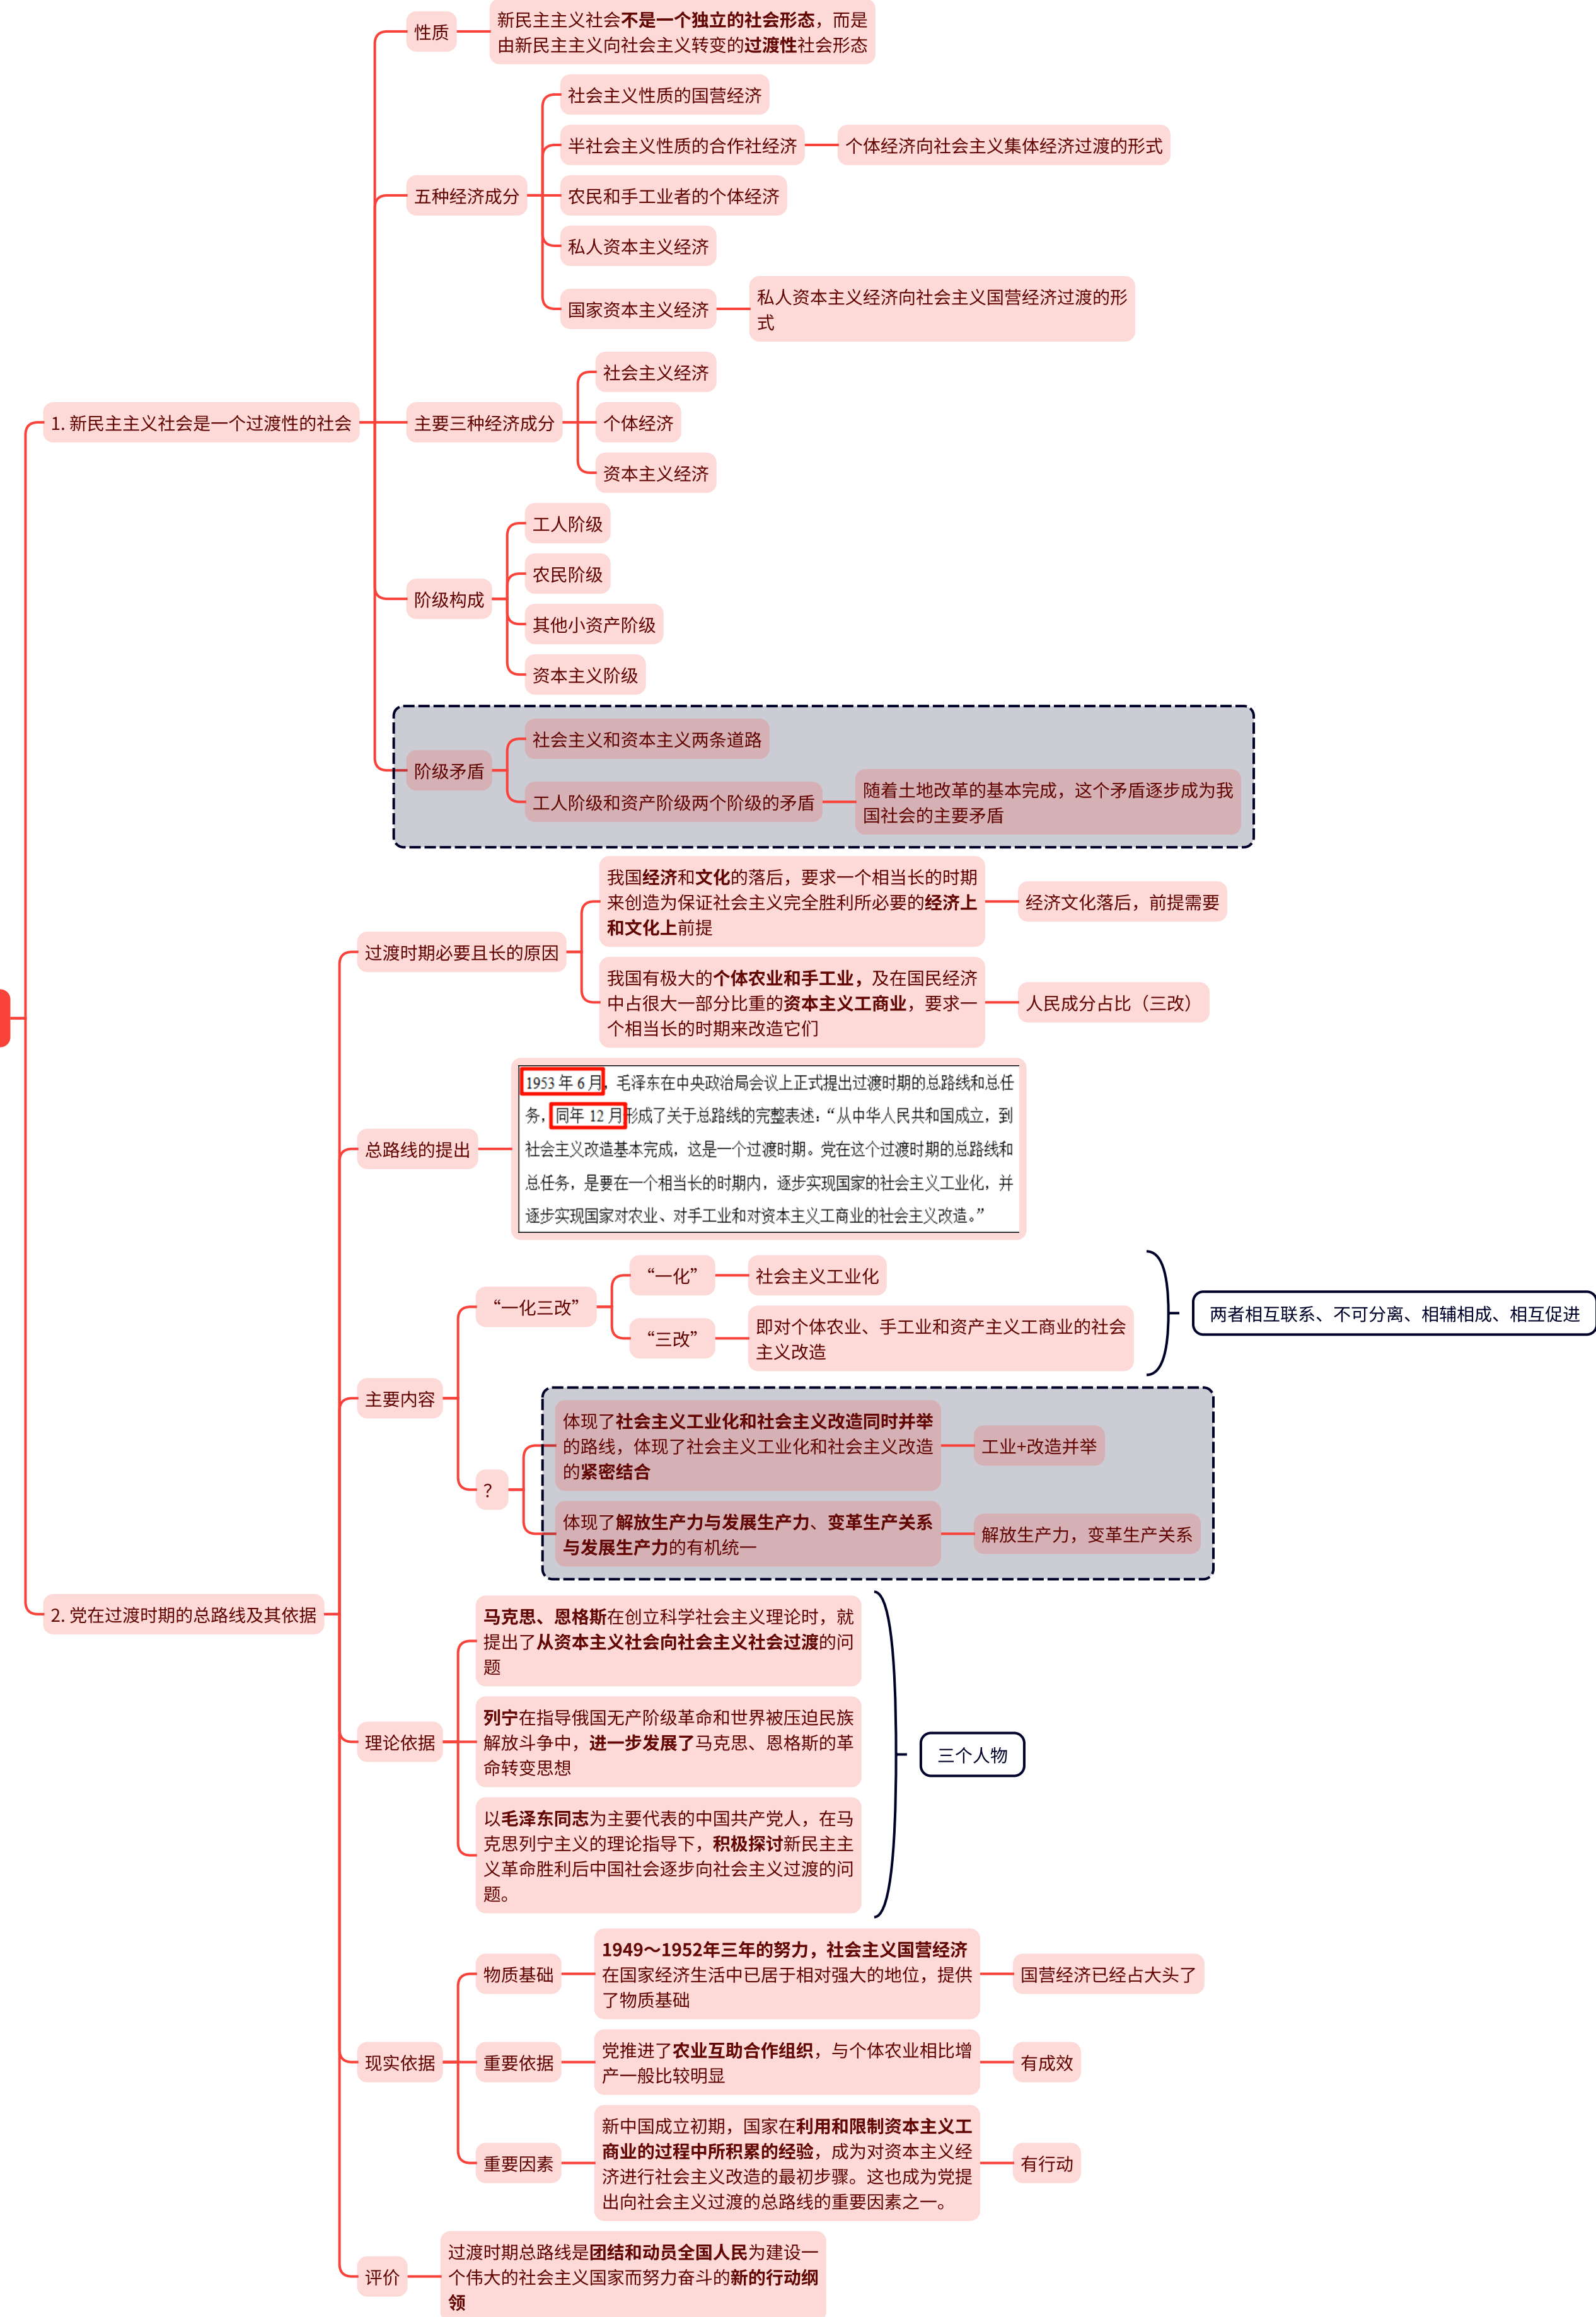 1. 新民主主义社会是一个过渡性的社会
性质
新民主主义社会不是一个独立的社会形态，而是
由新民主主义向社会主义转变的过渡性社会形态
五种经济成分
社会主义性质的国营经济
半社会主义性质的合作社经济
个体经济向社会主义集体经济过渡的形式
农民和手工业者的个体经济
私人资本主义经济
国家资本主义经济
私人资本主义经济向社会主义国营经济过渡的形
式
主要三种经济成分
社会主义经济
个体经济
资本主义经济
阶级构成
工人阶级
农民阶级
其他小资产阶级
资本主义阶级
阶级矛盾
社会主义和资本主义两条道路
工人阶级和资产阶级两个阶级的矛盾
随着土地改革的基本完成，这个矛盾逐步成为我
国社会的主要矛盾
2. 党在过渡时期的总路线及其依据
过渡时期必要且长的原因
我国经济和文化的落后，要求一个相当长的时期
来创造为保证社会主义完全胜利所必要的经济上
和文化上前提
经济文化落后，前提需要
我国有极大的个体农业和手工业，及在国民经济
中占很大一部分比重的资本主义工商业，要求一
个相当长的时期来改造它们
人民成分占比（三改）
总路线的提出
1953 年 6 月，毛泽东在中央政治局会议上正式提出过渡时期的总路线和总任
务，同年 12 月形成了关于总路线的完整表述：“从中华人民共和国成立，到
社会主义改造基本完成，这是一个过渡时期。党在这个过渡时期的总路线和
总任务，是要在一个相当长的时期内，逐步实现国家的社会主义工业化，并
逐步实现国家对农业、对手工业和对资本主义工商业的社会主义改造。”
主要内容
“一化三改”
“一化”
社会主义工业化
“三改”
即对个体农业、手工业和资产主义工商业的社会
主义改造
两者相互联系、不可分离、相辅相成、相互促进
？
体现了社会主义工业化和社会主义改造同时并举
的路线，体现了社会主义工业化和社会主义改造
的紧密结合
工业+改造并举
体现了解放生产力与发展生产力、变革生产关系
与发展生产力的有机统一
解放生产力，变革生产关系
理论依据
马克思、恩格斯在创立科学社会主义理论时，就
提出了从资本主义社会向社会主义社会过渡的问
题
列宁在指导俄国无产阶级革命和世界被压迫民族
解放斗争中，进一步发展了马克思、恩格斯的革
命转变思想
以毛泽东同志为主要代表的中国共产党人，在马
克思列宁主义的理论指导下，积极探讨新民主主
义革命胜利后中国社会逐步向社会主义过渡的问
题。
三个人物
现实依据
物质基础
1949～1952年三年的努力，社会主义国营经济
在国家经济生活中已居于相对强大的地位，提供
了物质基础
国营经济已经占大头了
重要依据
党推进了农业互助合作组织，与个体农业相比增
产一般比较明显
有成效
重要因素
新中国成立初期，国家在利用和限制资本主义工
商业的过程中所积累的经验，成为对资本主义经
济进行社会主义改造的最初步骤。这也成为党提
出向社会主义过渡的总路线的重要因素之一。
有行动
评价
过渡时期总路线是团结和动员全国人民为建设一
个伟大的社会主义国家而努力奋斗的新的行动纲
领